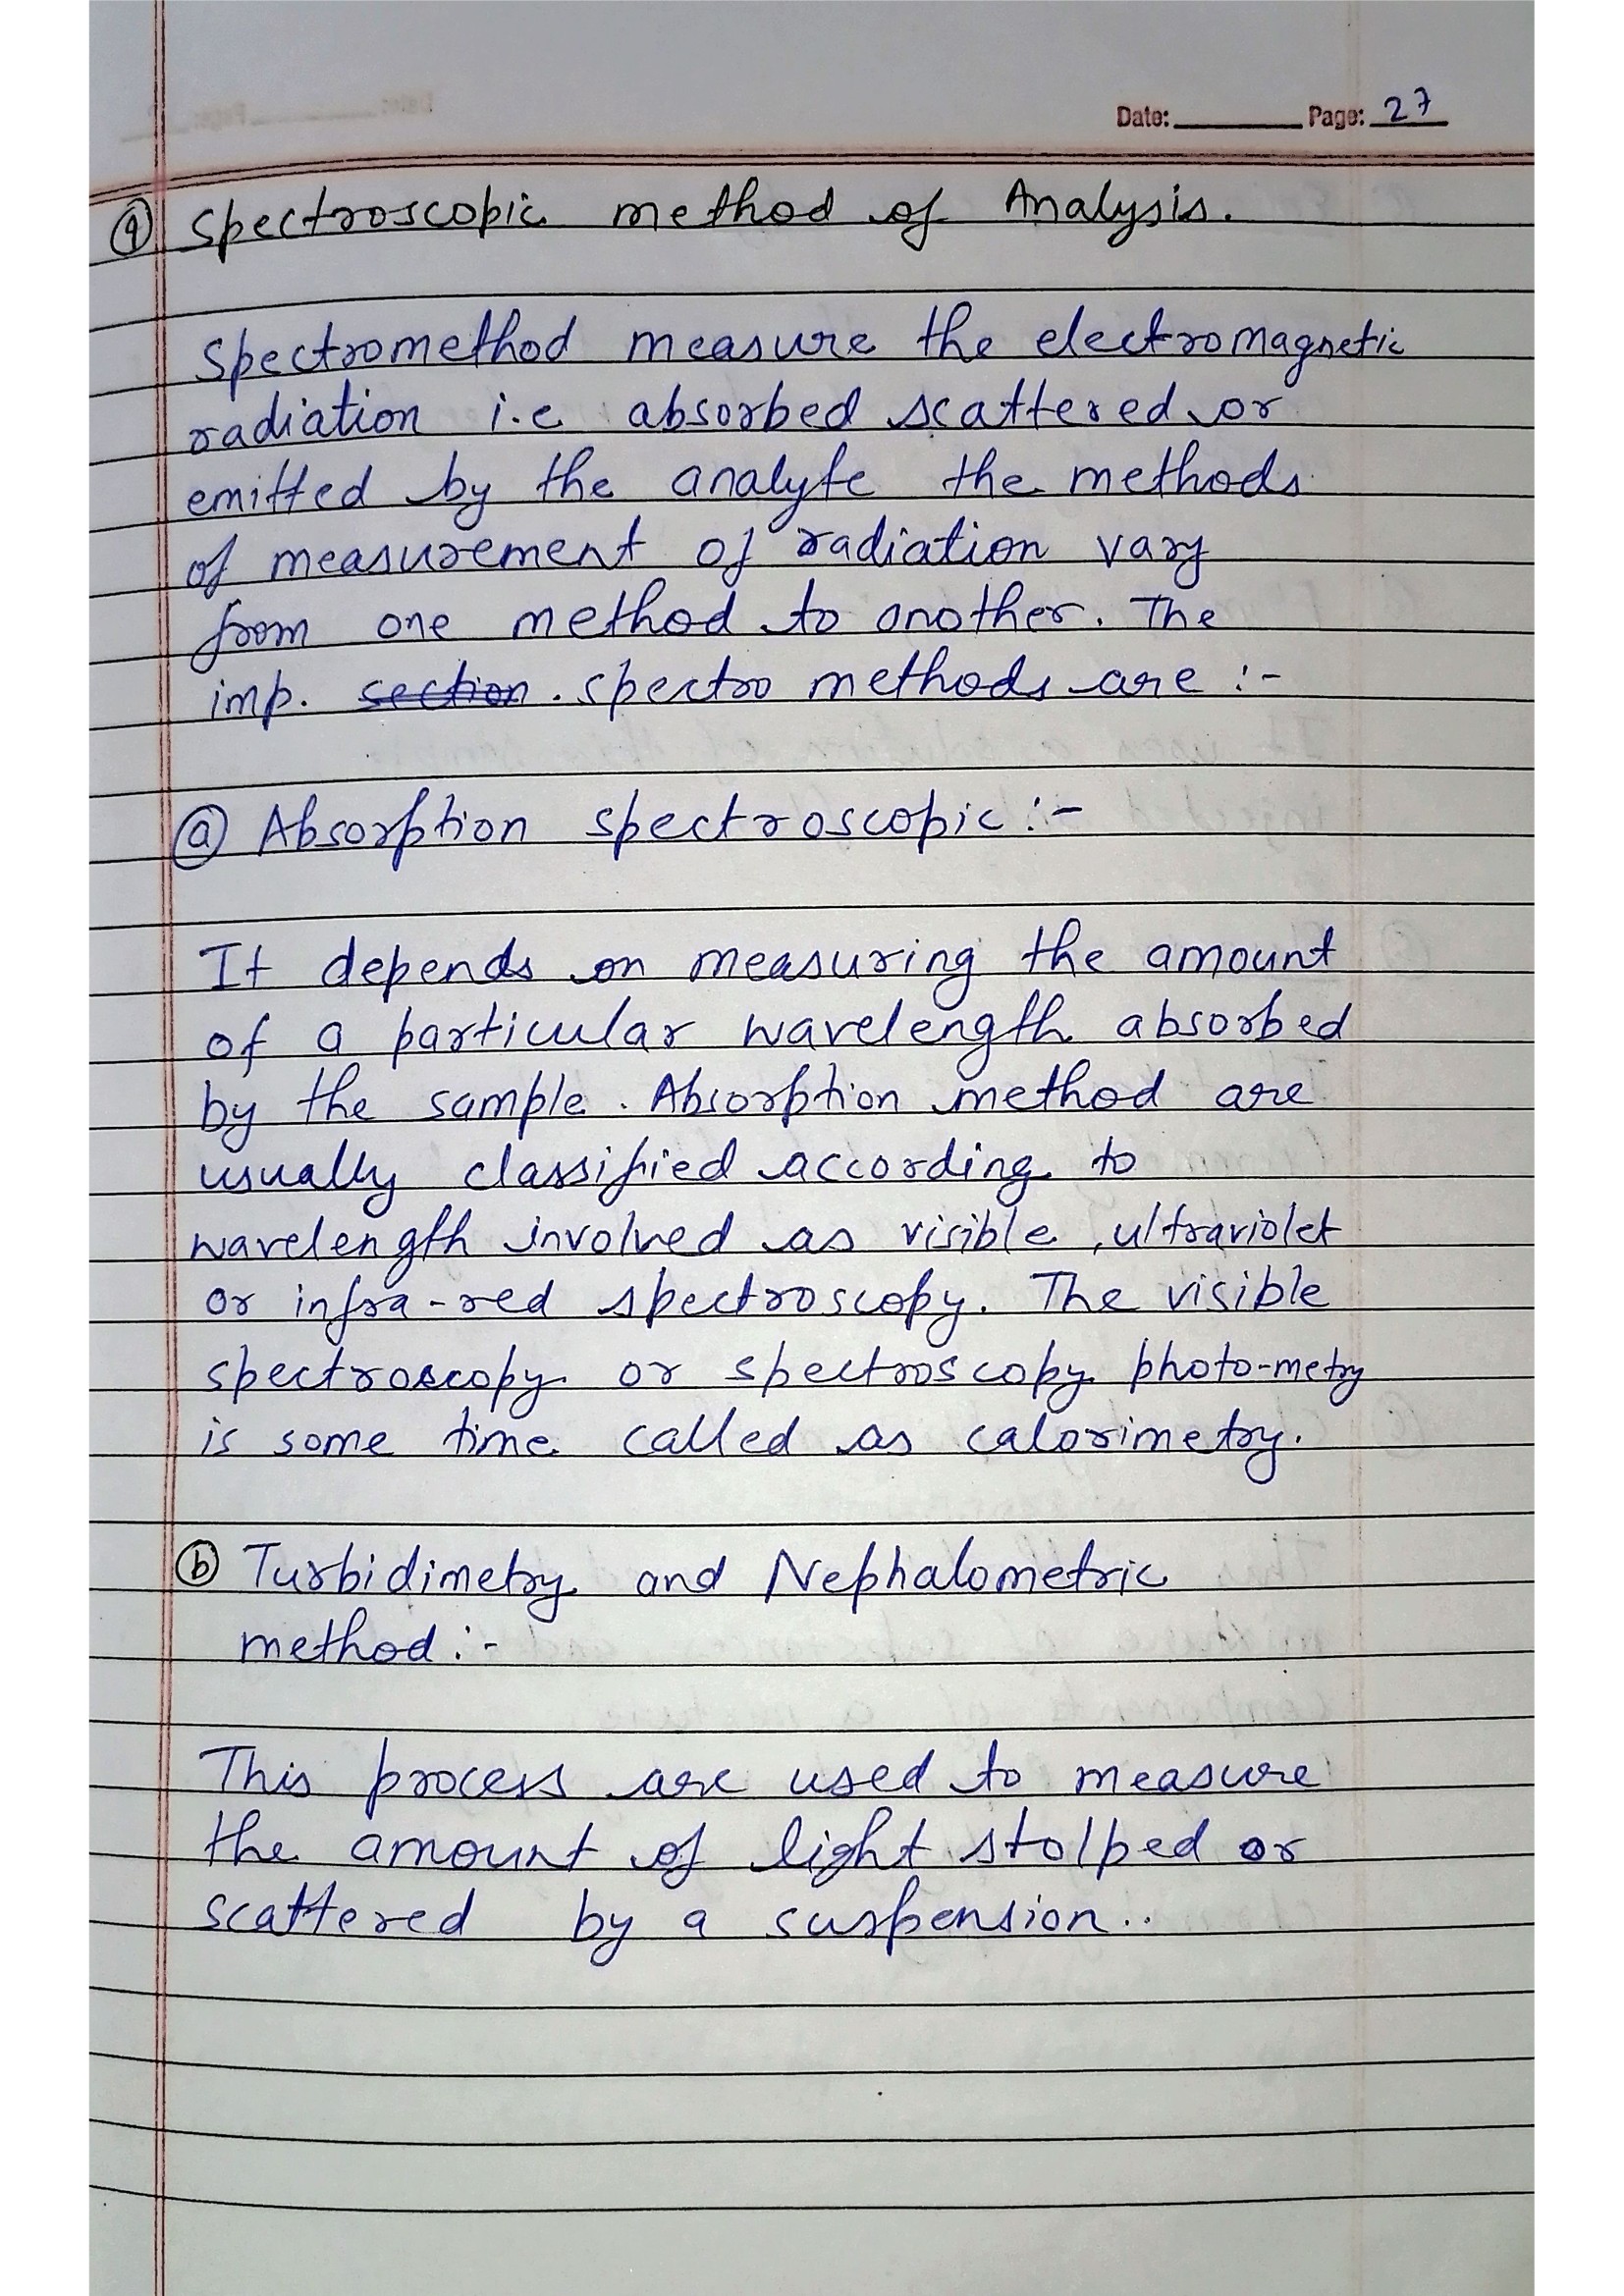 Date: Page: 27
④ Spectroscopic method of Analysis.
Spectromethod measure the electromagnetic
radiation i.e absorbed scattered or
emitted by the analyte the methods
of measurement of radiation vary
from one method to another. The
imp. section . spectro methods are :-
ⓐ Absorption spectroscopic :-
It depends on measuring the amount
of a particular wavelength absorbed
by the sample . Absorption method are
usually classified according to
wavelength involved as visible , ultraviolet
or infra-red spectroscopy. The visible
spectroscopy or spectroscopy photo-metry
is some time called as calorimetry.
ⓑ Turbidimetry and Nephalometric
method :-
This process are used to measure
the amount of light stolped or
scattered by a suspension..